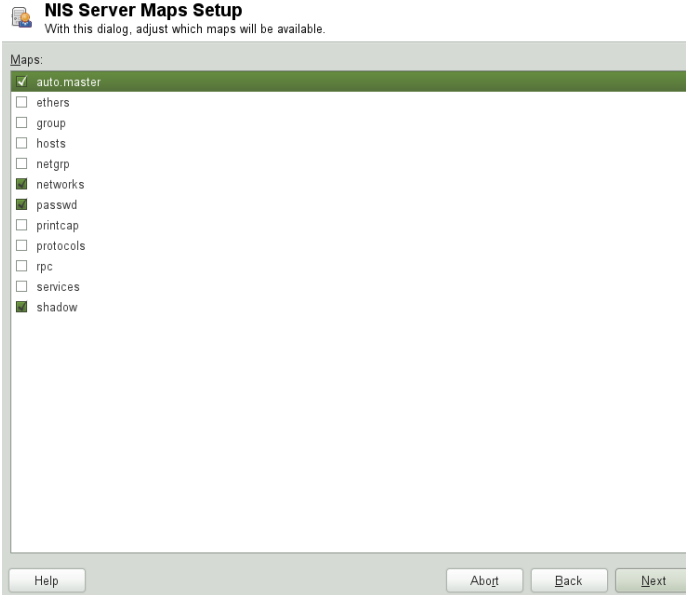 NIS Server Maps Setup
With this dialog, adjust which maps will be available.
Maps:
auto.master
ethers
group
hosts
netgrp
networks
passwd
printcap
protocols
rpc
services
shadow
Help
Abort
Back
Next